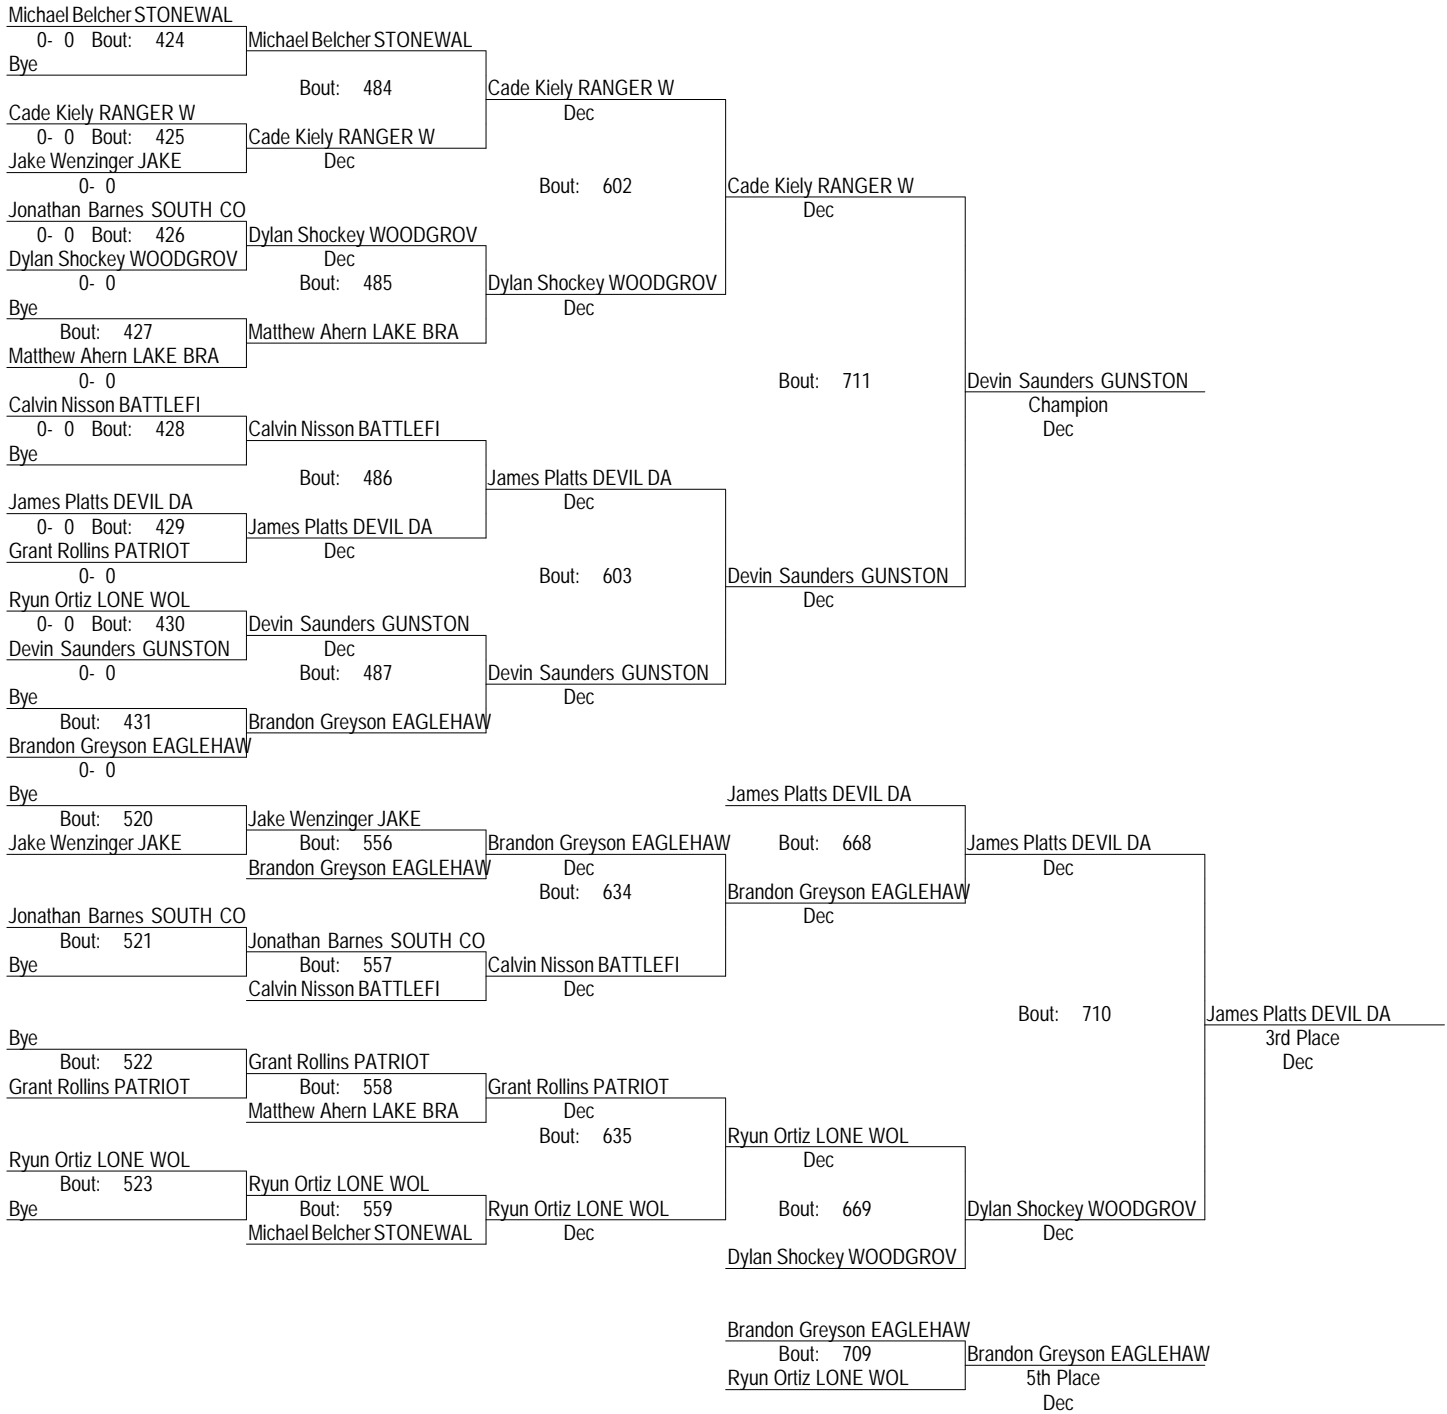 Michael Belcher STONEWAL
0- 0 Bout: 424
Michael Belcher STONEWAL
Bye
Bout: 484
Cade Kiely RANGER W
Cade Kiely RANGER W
Dec
0- 0 Bout: 425
Cade Kiely RANGER W
Jake Wenzinger JAKE
Dec
0- 0
Bout: 602
Cade Kiely RANGER W
Jonathan Barnes SOUTH CO
Dec
0- 0 Bout: 426
Dylan Shockey WOODGROV
Dylan Shockey WOODGROV
Dec
0- 0
Bout: 485
Dylan Shockey WOODGROV
Bye
Dec
Bout: 427
Matthew Ahern LAKE BRA
Matthew Ahern LAKE BRA
0- 0
Bout: 711
Devin Saunders GUNSTON
Calvin Nisson BATTLEFI
Champion
0- 0 Bout: 428
Calvin Nisson BATTLEFI
Dec
Bye
Bout: 486
James Platts DEVIL DA
James Platts DEVIL DA
Dec
0- 0 Bout: 429
James Platts DEVIL DA
Grant Rollins PATRIOT
Dec
0- 0
Bout: 603
Devin Saunders GUNSTON
Ryun Ortiz LONE WOL
Dec
0- 0 Bout: 430
Devin Saunders GUNSTON
Devin Saunders GUNSTON
Dec
0- 0
Bout: 487
Devin Saunders GUNSTON
Bye
Dec
Bout: 431
Brandon Greyson EAGLEHAW
Brandon Greyson EAGLEHAW
0- 0
Bye
James Platts DEVIL DA
Bout: 520
Jake Wenzinger JAKE
Jake Wenzinger JAKE
Bout: 556
Brandon Greyson EAGLEHAW
Bout: 668
James Platts DEVIL DA
Brandon Greyson EAGLEHAW
Dec
Dec
Bout: 634
Brandon Greyson EAGLEHAW
Jonathan Barnes SOUTH CO
Dec
Bout: 521
Jonathan Barnes SOUTH CO
Bye
Bout: 557
Calvin Nisson BATTLEFI
Calvin Nisson BATTLEFI
Dec
Bout: 710
James Platts DEVIL DA
Bye
3rd Place
Bout: 522
Grant Rollins PATRIOT
Dec
Grant Rollins PATRIOT
Bout: 558
Grant Rollins PATRIOT
Matthew Ahern LAKE BRA
Dec
Bout: 635
Ryun Ortiz LONE WOL
Ryun Ortiz LONE WOL
Dec
Bout: 523
Ryun Ortiz LONE WOL
Bye
Bout: 559
Ryun Ortiz LONE WOL
Bout: 669
Dylan Shockey WOODGROV
Michael Belcher STONEWAL
Dec
Dec
Dylan Shockey WOODGROV
Brandon Greyson EAGLEHAW
Bout: 709
Brandon Greyson EAGLEHAW
Ryun Ortiz LONE WOL
5th Place
Dec